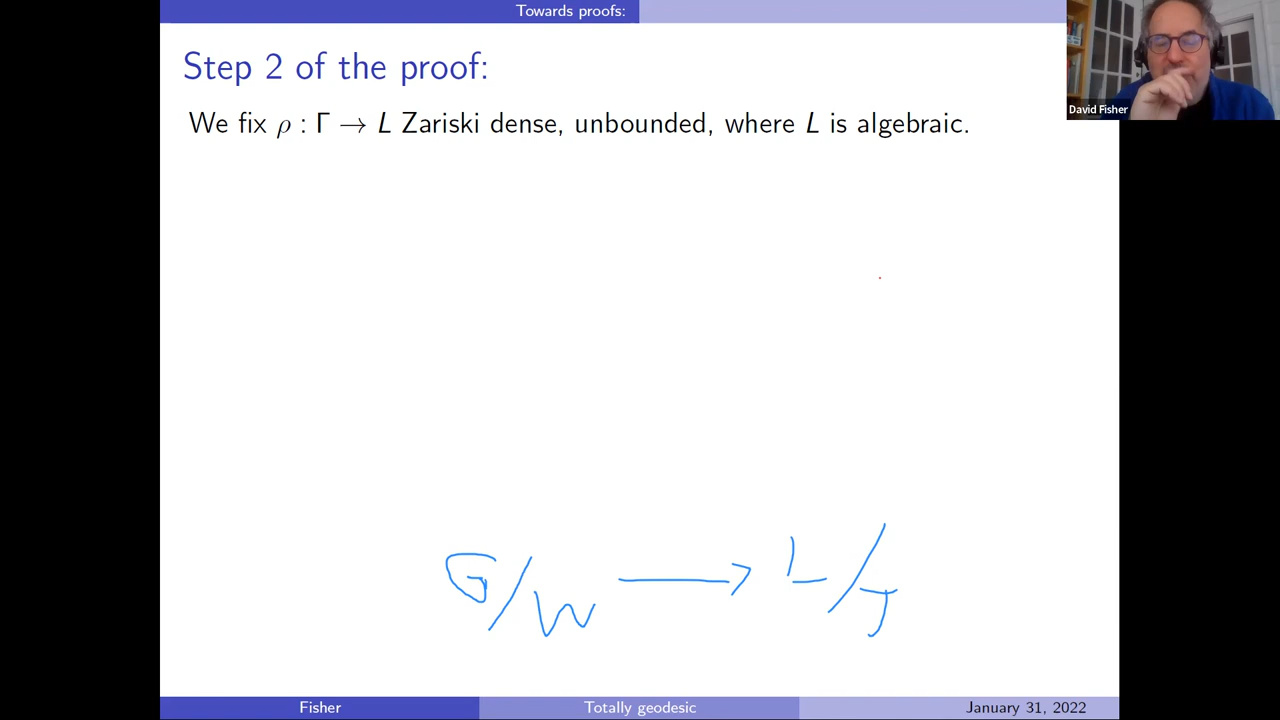 Towards proofs:
Step 2 of the proof:
We fix ρ : Γ → L Zariski dense, unbounded, where L is algebraic.
David Fisher
G/W → L/J
Fisher Totally geodesic January 31, 2022